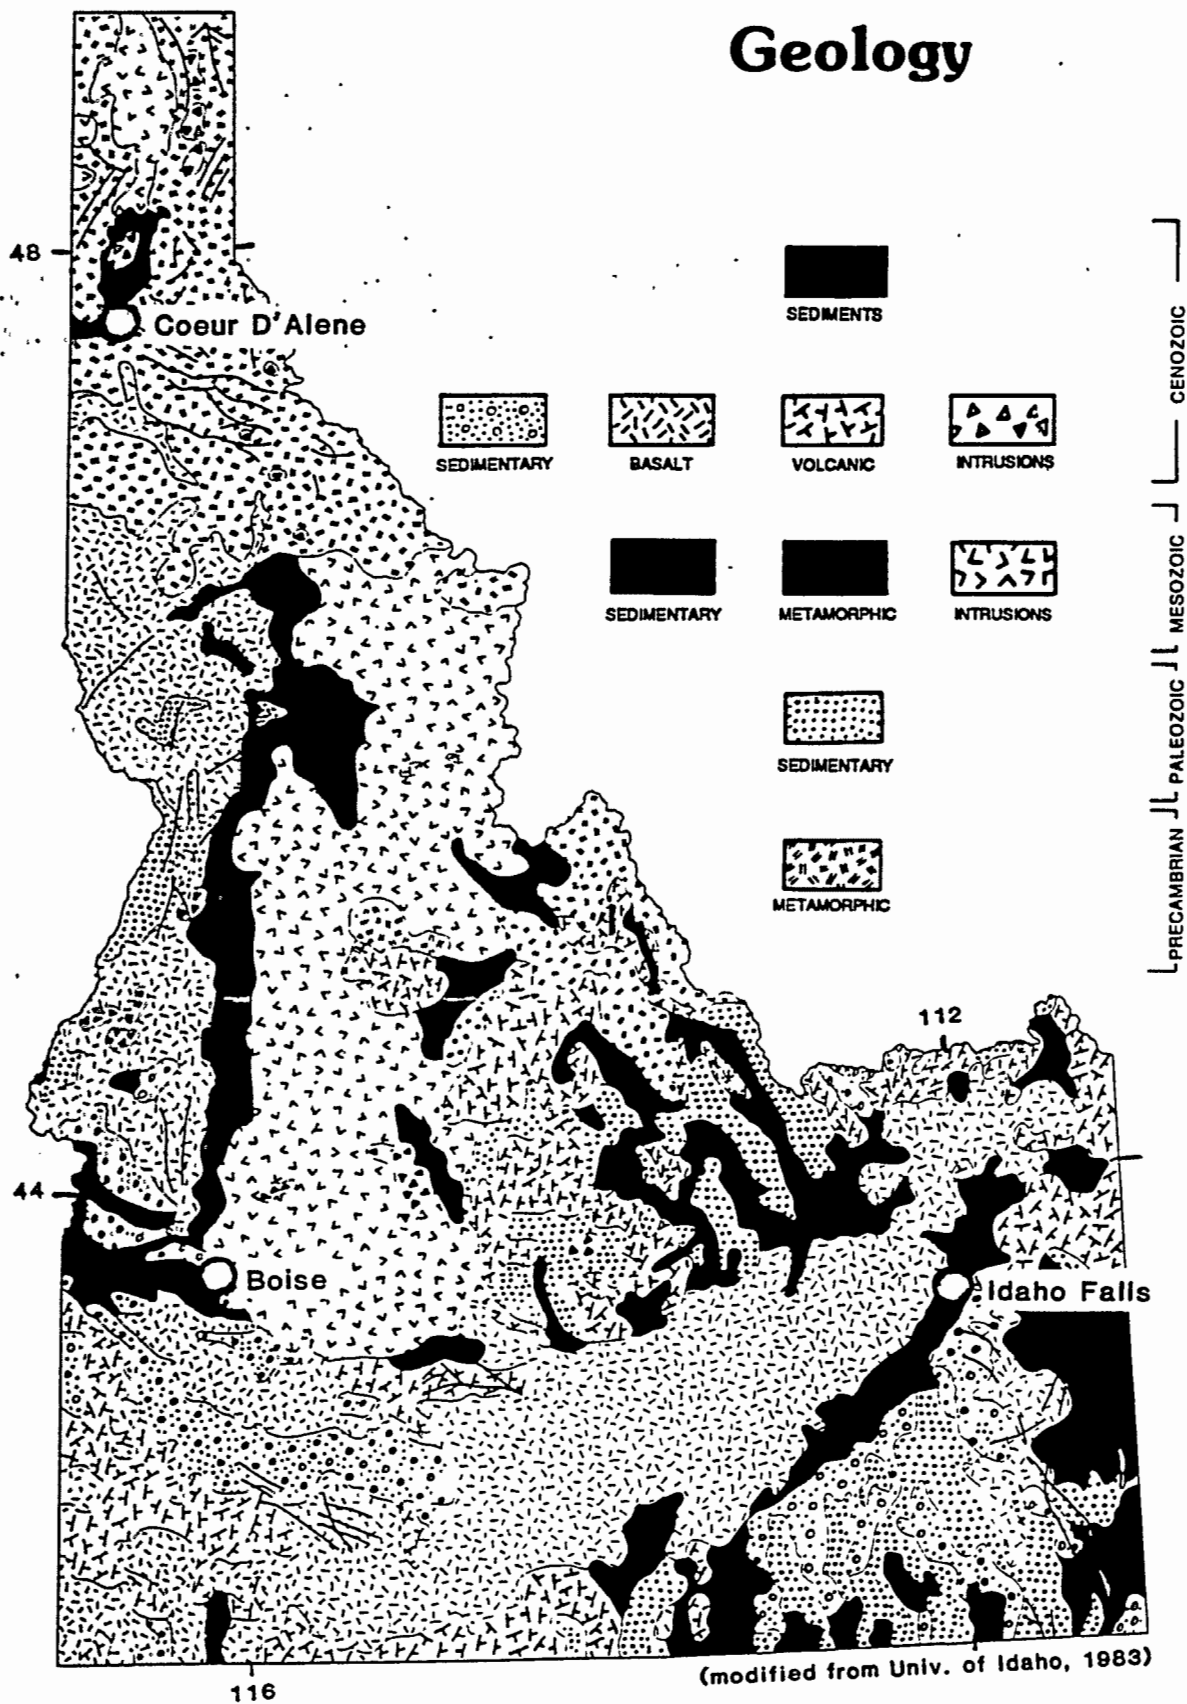 Geology
48
Coeur D'Alene
SEDIMENTS
SEDIMENTARY
BASALT
VOLCANIC
INTRUSIONS
CENOZOIC
SEDIMENTARY
METAMORPHIC
INTRUSIONS
MESOZOIC
SEDIMENTARY
PALEOZOIC
METAMORPHIC
PRECAMBRIAN
112
44
Boise
Idaho Falls
(modified from Univ. of Idaho, 1983)
116